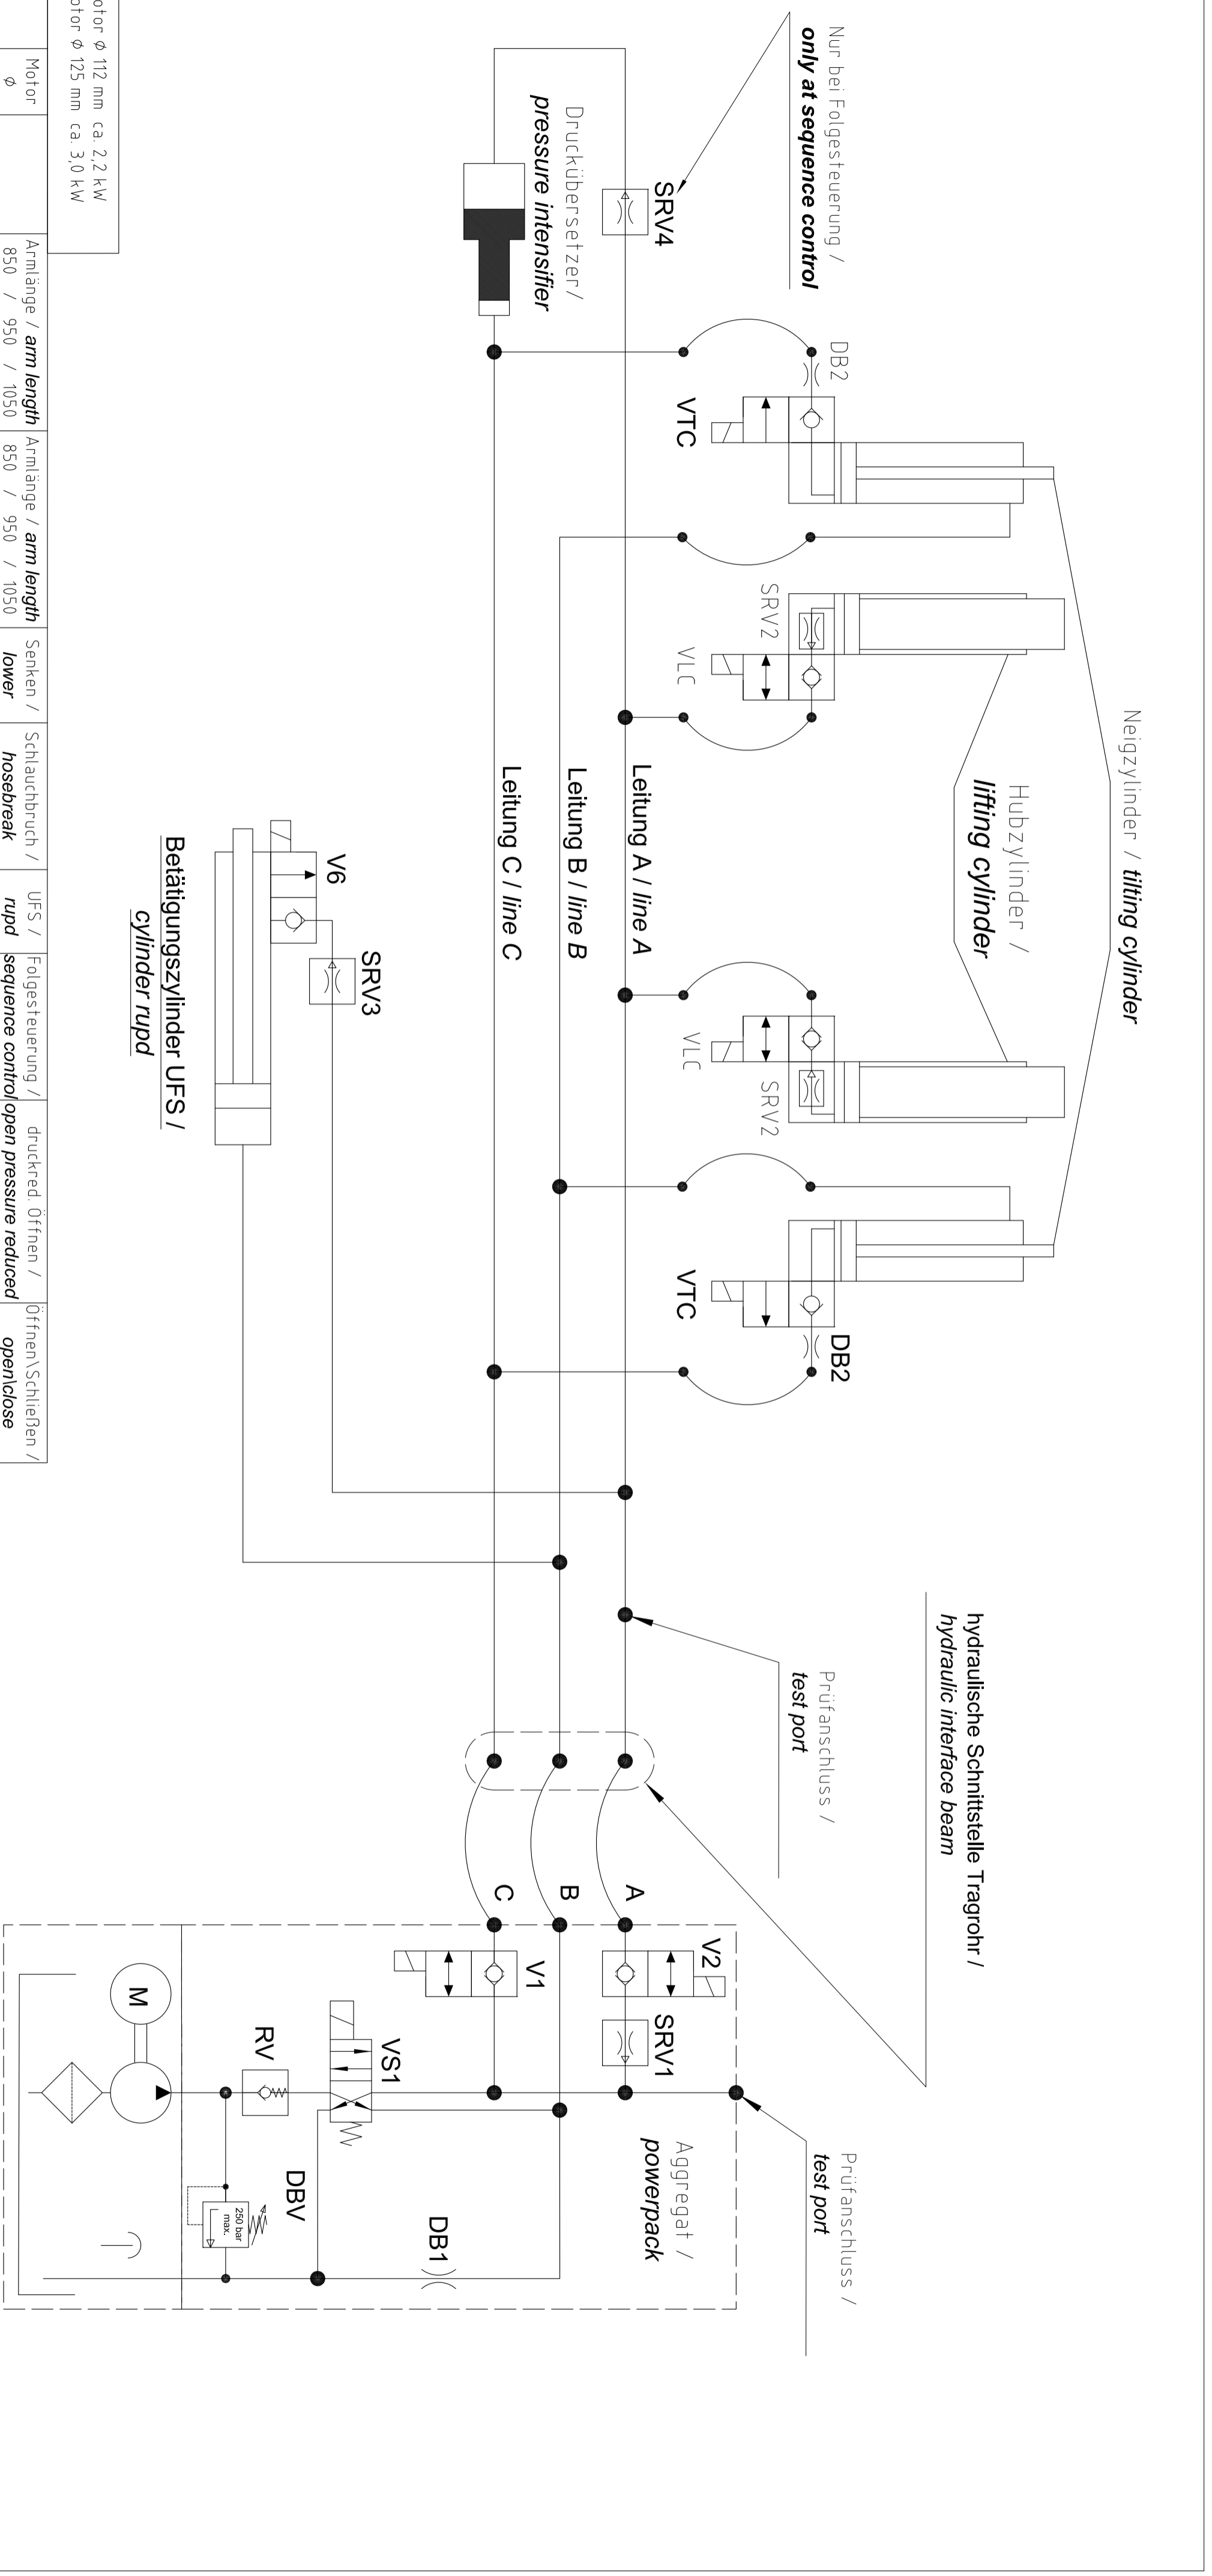 Neigzylinder / tilting cylinder
Hubzylinder /
lifting cylinder
hydraulische Schnittstelle Tragrohr /
hydraulic interface beam
Nur bei Folgesteuerung /
only at sequence control
DB2
VTC
SRV2
VLC
VLC
SRV2
VTC
DB2
Prüfanschluss /
test port
Prüfanschluss /
test port
SRV4
Druckübersetzer/
pressure intensifier
Leitung A / line A
Leitung B / line B
Leitung C / line C
A
B
C
V2
SRV1
V1
Aggregat /
powerpack
VS1
RV
DBV
DB1
250 bar
max.
M
V6
SRV3
Betätigungszylinder UFS /
cylinder rupd
otor Ø 112 mm ca. 2,2 kW
otor Ø 125 mm ca. 3,0 kW
Motor
Ø
Armlänge / arm length
850 / 950 / 1050
Armlänge / arm length
850 / 950 / 1050
Senken /
lower
Schlauchbruch /
hosebreak
UFS /
rupd
Folgesteuerung /
sequence control
druckred. Öffnen /
open pressure reduced
Öffnen\Schließen /
open\close